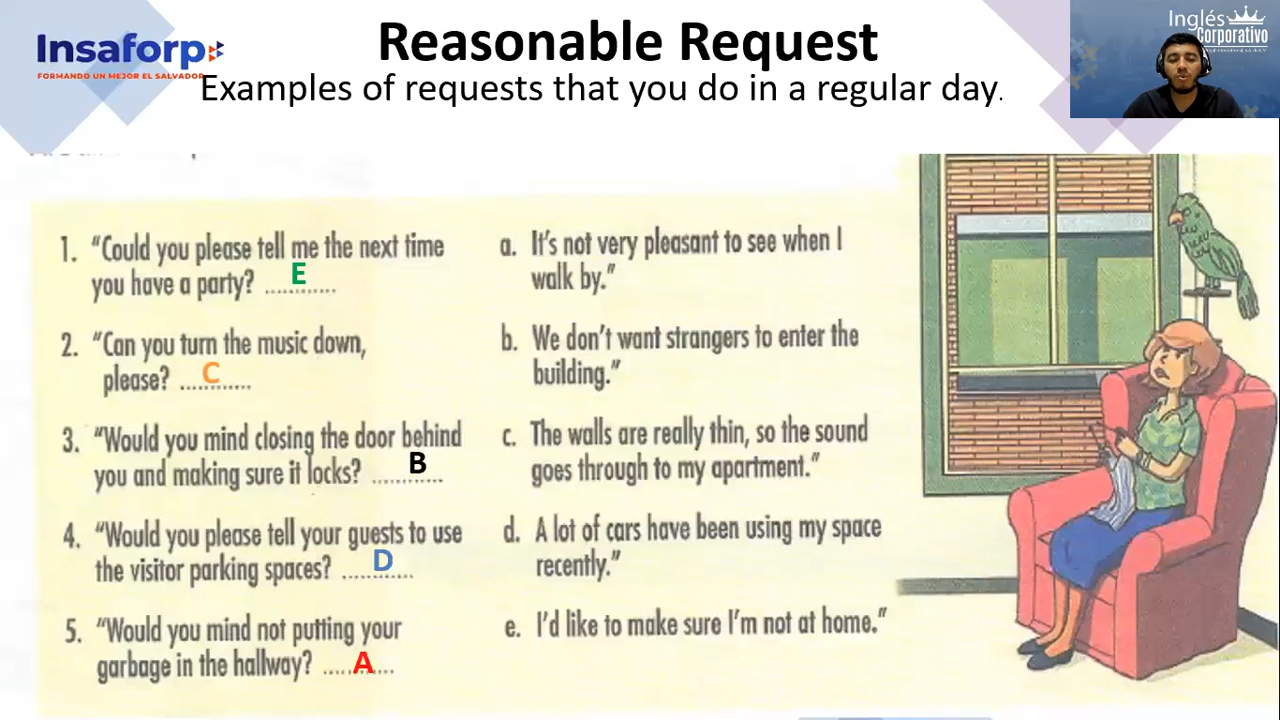 Insaforp
FORMANDO UN MEJOR EL SALVADOR
Reasonable Request
Examples of requests that you do in a regular day.
Inglés
Corporativo
1. "Could you please tell me the next time
you have a party? ............ E
2. "Can you turn the music down,
please? ............ C
3. "Would you mind closing the door behind
you and making sure it locks? ............ B
4. "Would you please tell your guests to use
the visitor parking spaces? ............ D
5. "Would you mind not putting your
garbage in the hallway? ............ A
a. It's not very pleasant to see when I
walk by."
b. We don't want strangers to enter the
building."
c. The walls are really thin, so the sound
goes through to my apartment."
d. A lot of cars have been using my space
recently."
e. I'd like to make sure I'm not at home."